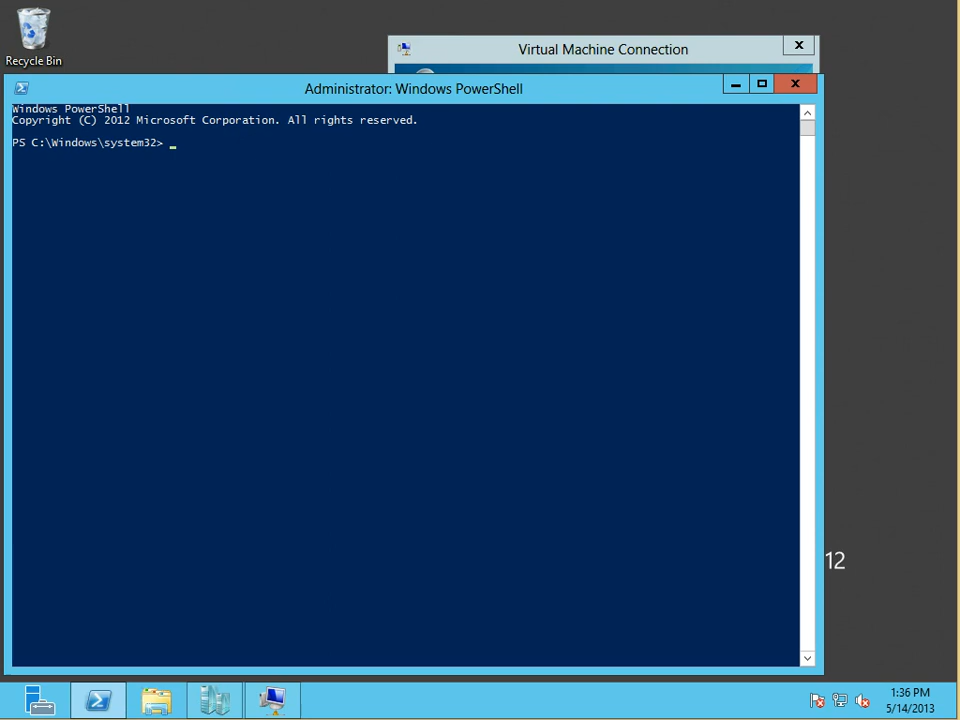 Recycle Bin
Virtual Machine Connection
Administrator: Windows PowerShell
Windows PowerShell
Copyright (C) 2012 Microsoft Corporation. All rights reserved.
PS C:\Windows\system32> _
12
1:36 PM
5/14/2013